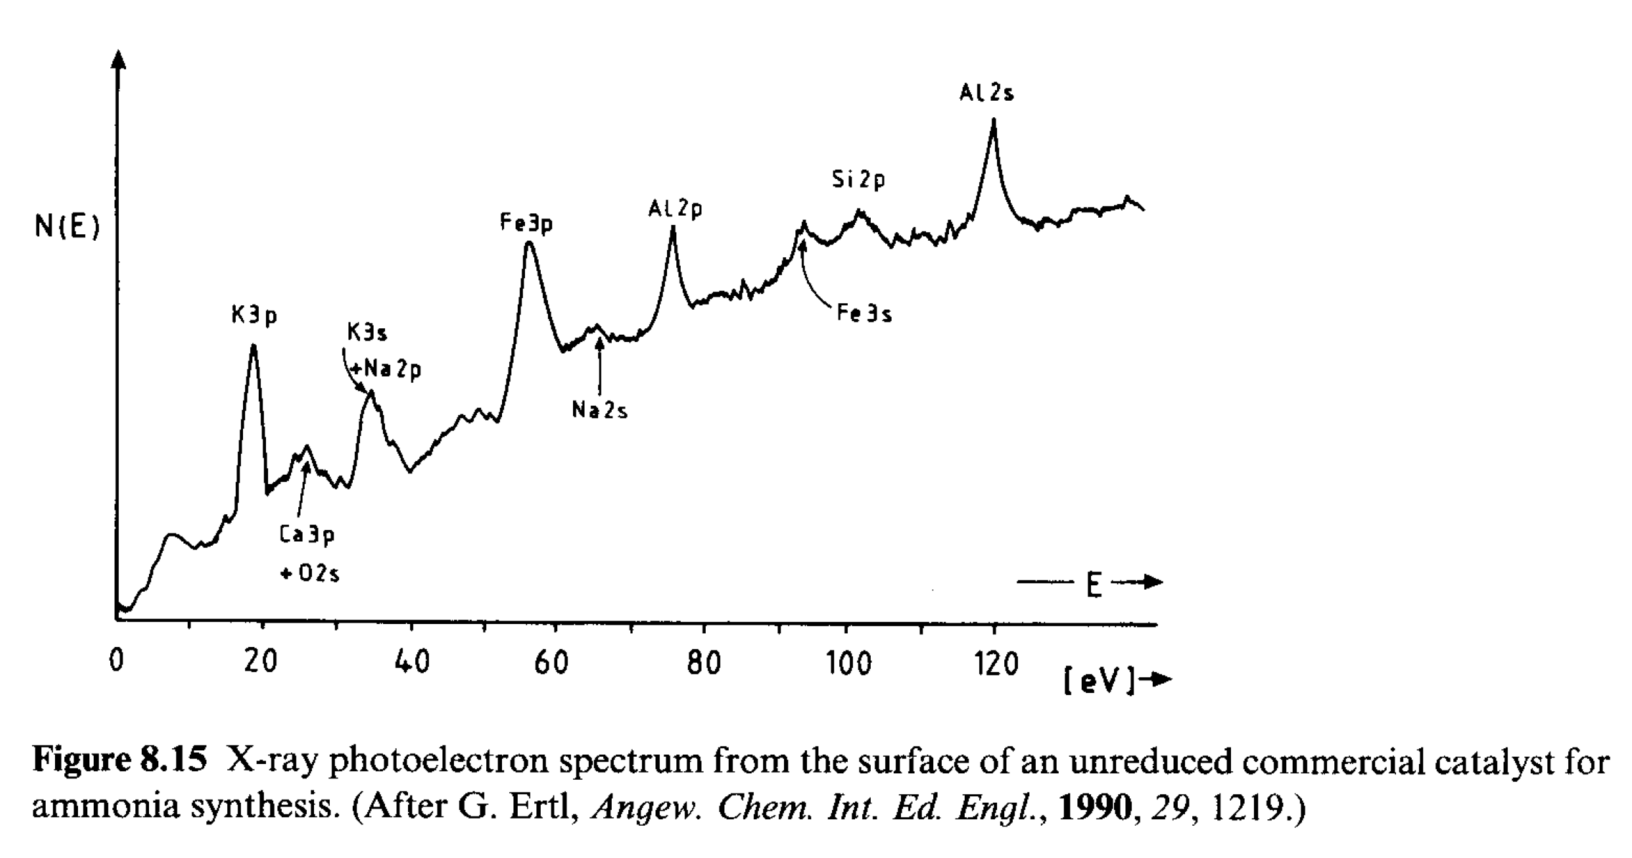 Al2s
Si2p
Al2p
Fe3p
N(E)
K3p
K3s
+Na2p
Fe3s
Na2s
Ca3p
+O2s
E
0 20 40 60 80 100 120
[eV]
Figure 8.15 X-ray photoelectron spectrum from the surface of an unreduced commercial catalyst for
ammonia synthesis. (After G. Ertl, Angew. Chem. Int. Ed. Engl., 1990, 29, 1219.)